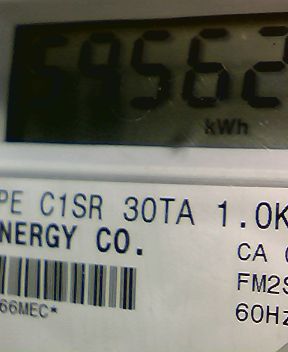 59562
kWh
PE C1SR 30TA 1.0K
NERGY CO.
CA
FM2S
60Hz
66MEC*